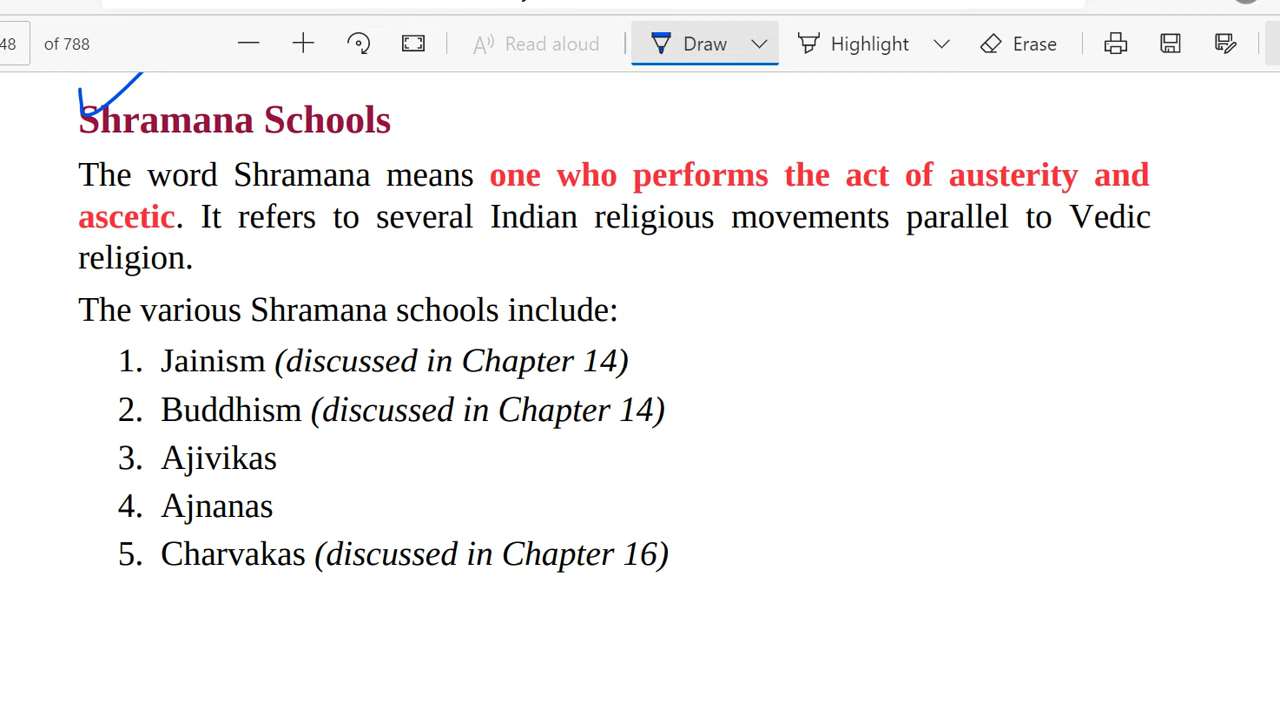 48 of 788 Read aloud Draw Highlight Erase
Shramana Schools
The word Shramana means one who performs the act of austerity and
ascetic. It refers to several Indian religious movements parallel to Vedic
religion.
The various Shramana schools include:
1. Jainism (discussed in Chapter 14)
2. Buddhism (discussed in Chapter 14)
3. Ajivikas
4. Ajnanas
5. Charvakas (discussed in Chapter 16)